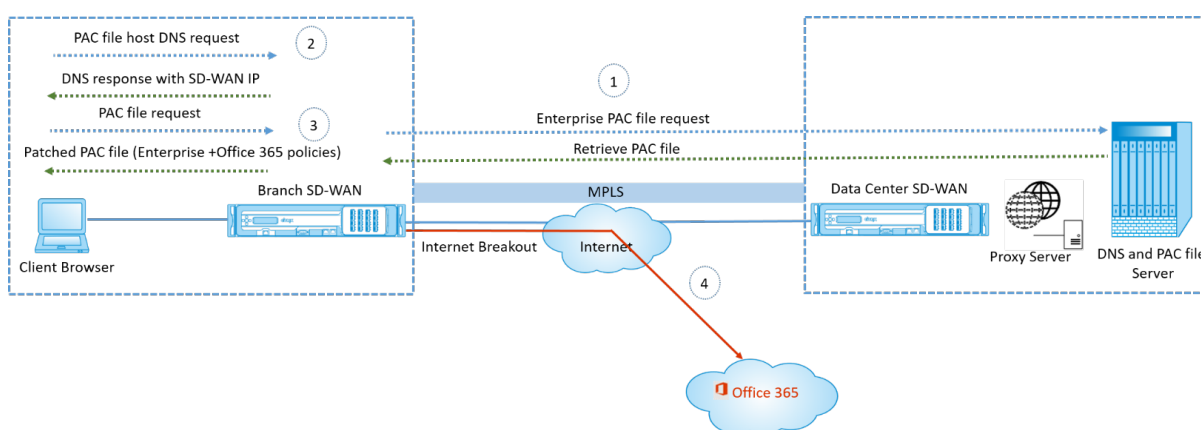 PAC file host DNS request
2
DNS response with SD-WAN IP
1
PAC file request
3
Enterprise PAC file request
Patched PAC file (Enterprise +Office 365 policies)
Retrieve PAC file
Branch SD-WAN
MPLS
Data Center SD-WAN
citrix
citrix
Internet Breakout
Internet
Client Browser
Proxy Server
DNS and PAC file
Server
4
Office 365